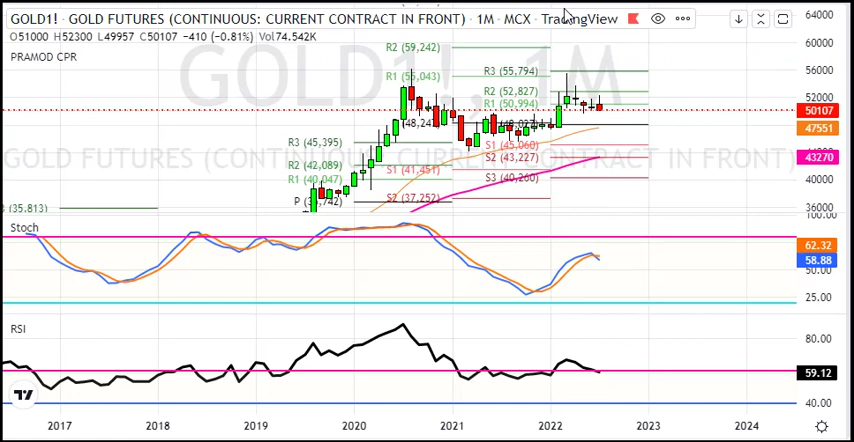 GOLD1! · GOLD FUTURES (CONTINUOUS: CURRENT CONTRACT IN FRONT) · 1M · MCX · TradingView
O51000 H52300 L49957 C50107 -410 (-0.81%) Vol74.542K
PRAMOD CPR
GOLD1!, 1M
GOLD FUTURES (CONTINUOUS: CURRENT CONTRACT IN FRONT)
R2 (59,242)
R1 (55,043)
R3 (55,794)
R2 (52,827)
R1 (50,994)
R3 (45,395)
S1 (45,060)
R2 (42,089)
S2 (43,227)
S1 (41,451)
R1 (40,047)
S3 (40,260)
S2 (37,252)
35,813)
64000
60000
56000
52000
50107
47551
43270
40000
36000
Stoch
100.00
62.32
58.88
50.00
25.00
RSI
80.00
59.12
40.00
2017 2018 2019 2020 2021 2022 2023 2024